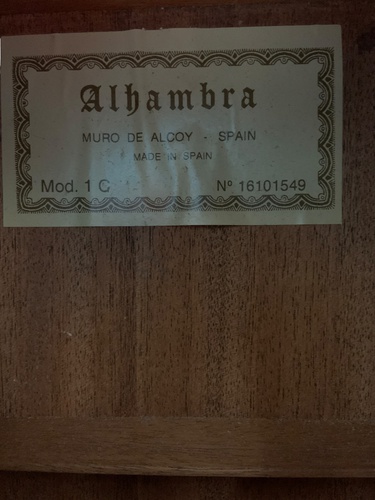 Alhambra
MURO DE ALCOY - SPAIN
MADE IN SPAIN
Mod. 1 C Nº 16101549